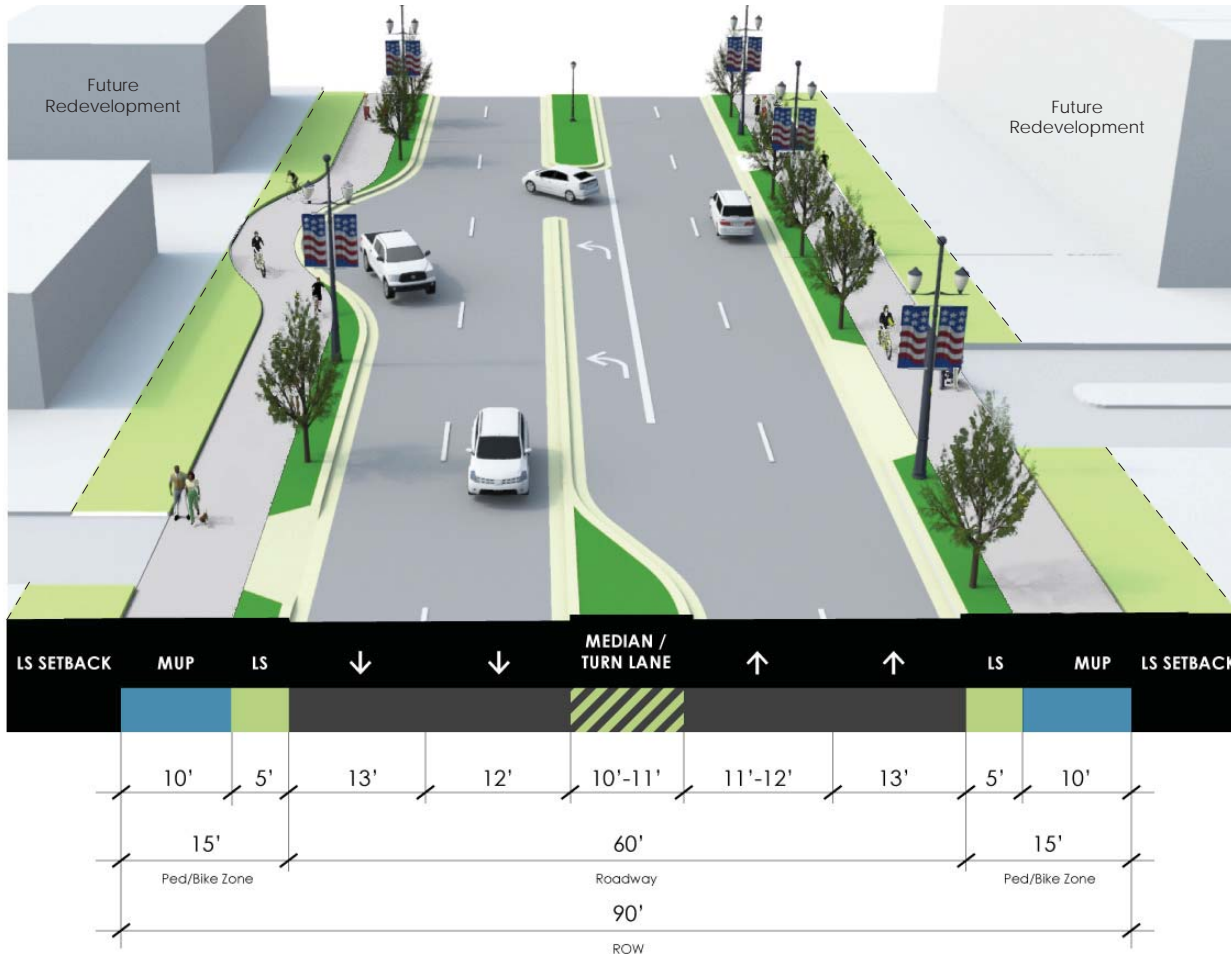 Future
Redevelopment
Future
Redevelopment
LS SETBACK
MUP
LS
↓
↓
MEDIAN /
TURN LANE
↑
↑
LS
MUP
LS SETBACK
10'
5'
13'
12'
10'-11'
11'-12'
13'
5'
10'
15'
60'
15'
Ped/Bike Zone
Roadway
Ped/Bike Zone
90'
ROW